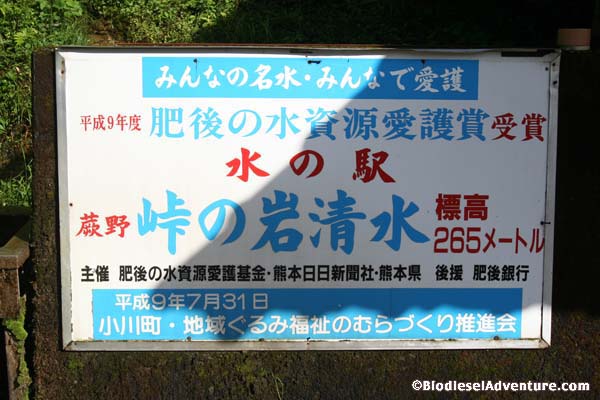 みんなの名水・みんなで愛護
平成9年度 肥後の水資源愛護賞受賞
水の駅
蕨野 峠の岩清水 標高
265メートル
主催 肥後の水資源愛護基金・熊本日日新聞社・熊本県 後援 肥後銀行
平成9年7月31日
小川町・地域ぐるみ福祉のむらづくり推進会
©BiodieselAdventure.com